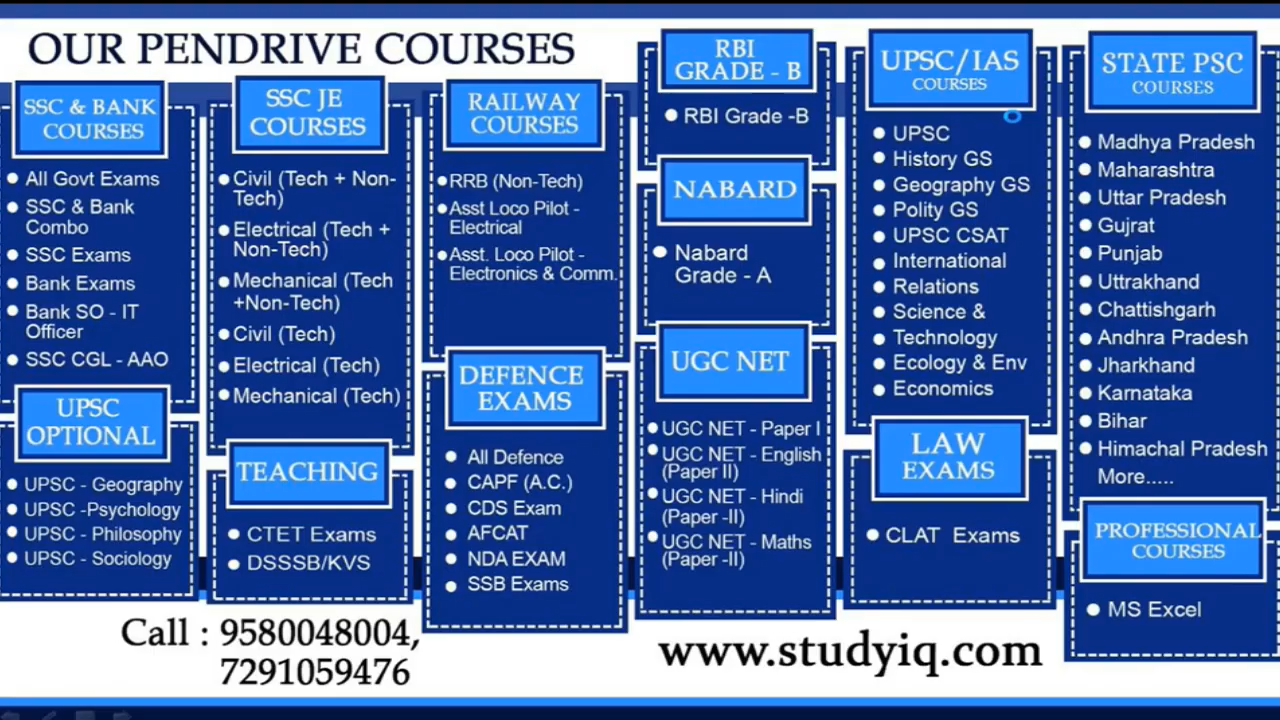 OUR PENDRIVE COURSES
SSC & BANK
COURSES
All Govt Exams
SSC & Bank
Combo
SSC Exams
Bank Exams
Bank SO - IT
Officer
SSC CGL - AAO
UPSC
OPTIONAL
UPSC - Geography
UPSC -Psychology
UPSC - Philosophy
UPSC - Sociology
SSC JE
COURSES
Civil (Tech + Non-
Tech)
Electrical (Tech +
Non-Tech)
Mechanical (Tech
+Non-Tech)
Civil (Tech)
Electrical (Tech)
Mechanical (Tech)
TEACHING
CTET Exams
DSSSB/KVS
RAILWAY
COURSES
RRB (Non-Tech)
Asst Loco Pilot -
Electrical
Asst. Loco Pilot -
Electronics & Comm.
DEFENCE
EXAMS
All Defence
CAPF (A.C.)
CDS Exam
AFCAT
NDA EXAM
SSB Exams
RBI
GRADE - B
RBI Grade -B
NABARD
Nabard
Grade - A
UGC NET
UGC NET - Paper I
UGC NET - English
(Paper II)
UGC NET - Hindi
(Paper -II)
UGC NET - Maths
(Paper -II)
UPSC/IAS
COURSES
UPSC
History GS
Geography GS
Polity GS
UPSC CSAT
International
Relations
Science &
Technology
Ecology & Env
Economics
LAW
EXAMS
CLAT Exams
STATE PSC
COURSES
Madhya Pradesh
Maharashtra
Uttar Pradesh
Gujrat
Punjab
Uttrakhand
Chattishgarh
Andhra Pradesh
Jharkhand
Karnataka
Bihar
Himachal Pradesh
More.....
PROFESSIONAL
COURSES
MS Excel
Call : 9580048004,
7291059476
www.studyiq.com